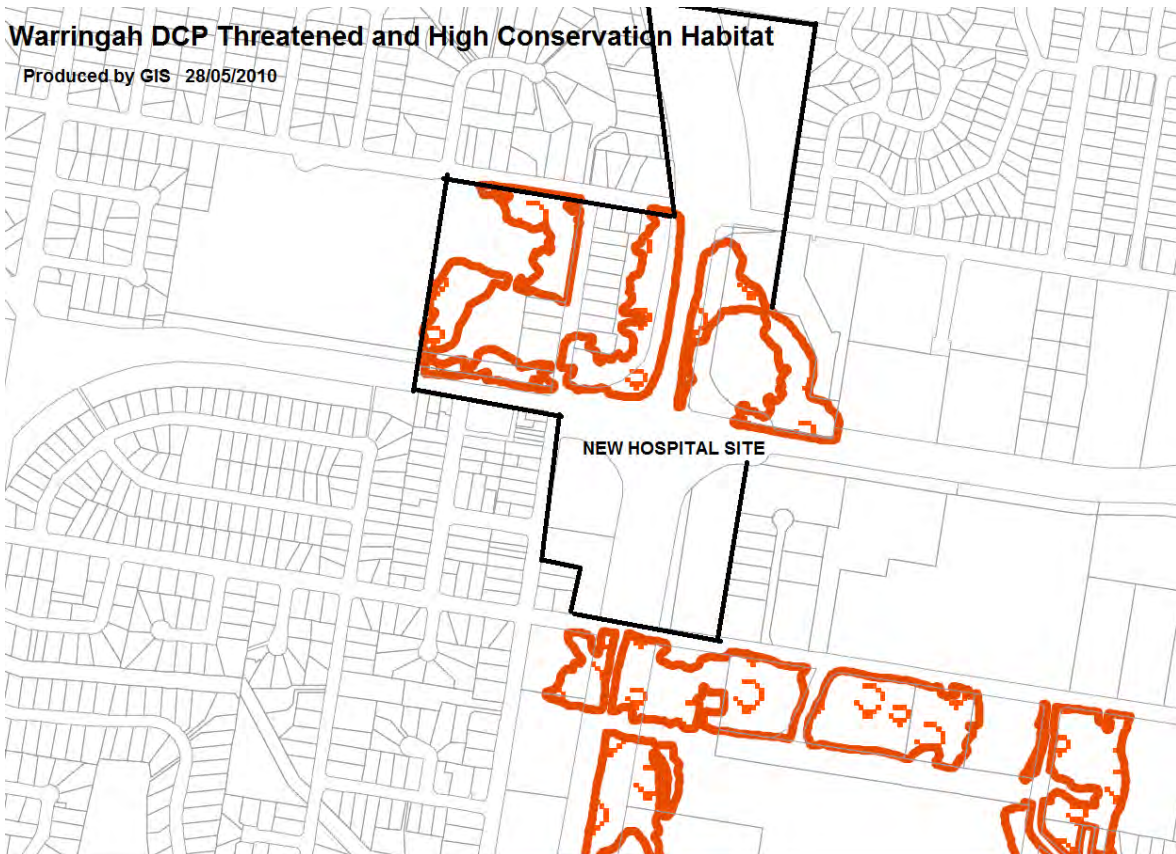 Warringah DCP Threatened and High Conservation Habitat
Produced by GIS 28/05/2010
NEW HOSPITAL SITE